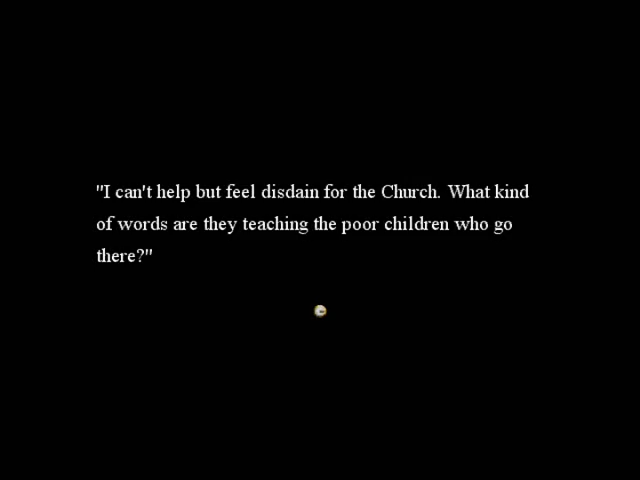 "I can't help but feel disdain for the Church. What kind
of words are they teaching the poor children who go
there?"